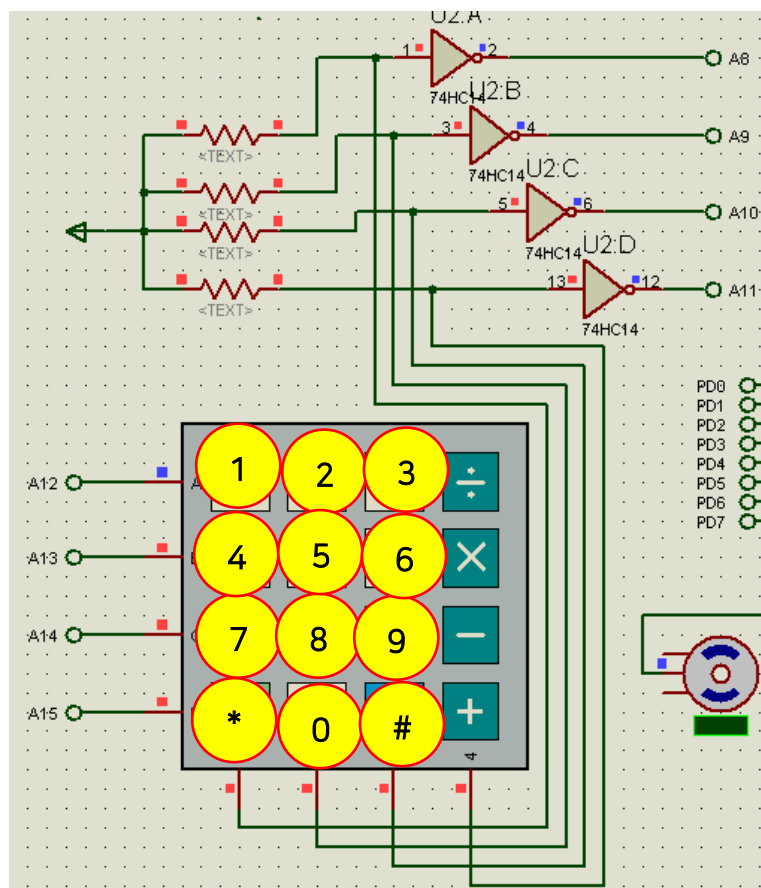 U2:A
1 2 A8
74HC14
U2:B
<TEXT> 3 4 A9
74HC14
U2:C
<TEXT> 5 6 A10
<TEXT>
74HC14
U2:D
13 12 A11
<TEXT>
74HC14
PD0
PD1
PD2
PD3
PD4
PD5
PD6
PD7
A12 1 2 3 ÷
A13 4 5 6 ×
A14 7 8 9 −
A15 * 0 # +
4